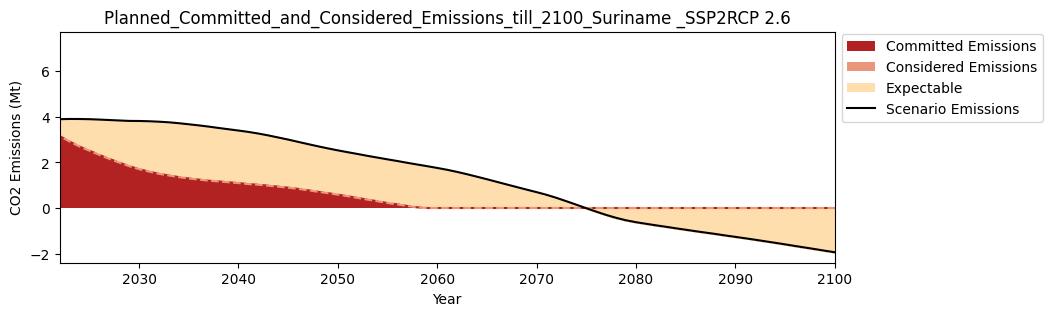 Planned_Committed_and_Considered_Emissions_till_2100_Suriname _SSP2RCP 2.6
Committed Emissions
Considered Emissions
Expectable
Scenario Emissions
CO2 Emissions (Mt)
6
4
2
0
−2
2030 2040 2050 2060 2070 2080 2090 2100
Year